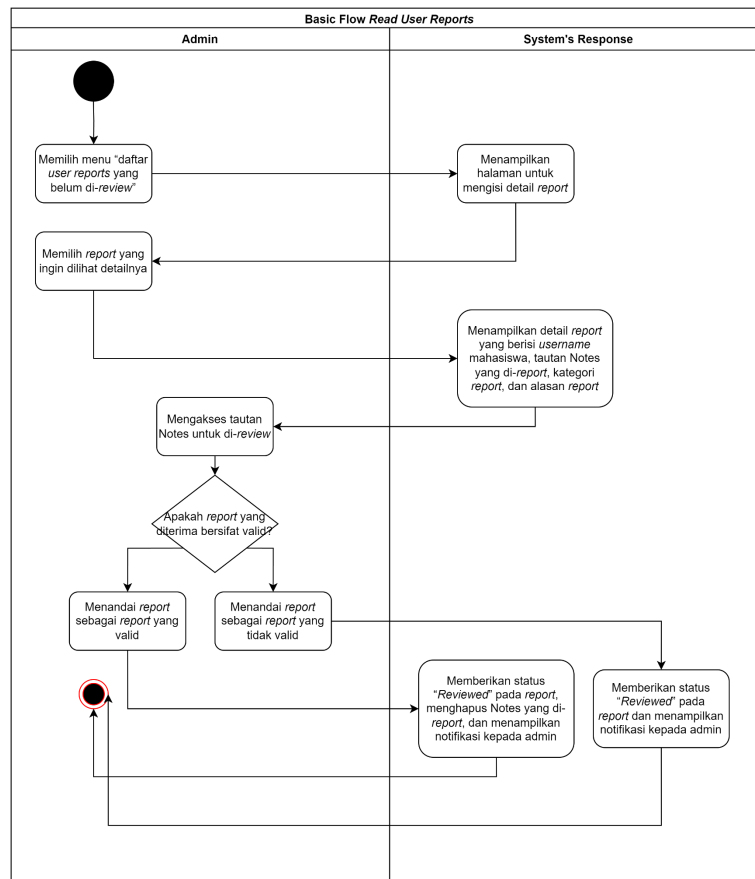 Basic Flow Read User Reports
Admin
System's Response
Memilih menu “daftar
user reports yang
belum di-review”
Menampilkan
halaman untuk
mengisi detail report
Memilih report yang
ingin dilihat detailnya
Menampilkan detail report
yang berisi username
mahasiswa, tautan Notes
yang di-report, kategori
report, dan alasan report
Mengakses tautan
Notes untuk di-review
Apakah report yang
diterima bersifat valid?
Menandai report
sebagai report yang
valid
Menandai report
sebagai report yang
tidak valid
Memberikan status
“Reviewed” pada report,
menghapus Notes yang di-
report, dan menampilkan
notifikasi kepada admin
Memberikan status
“Reviewed” pada
report dan menampilkan
notifikasi kepada admin